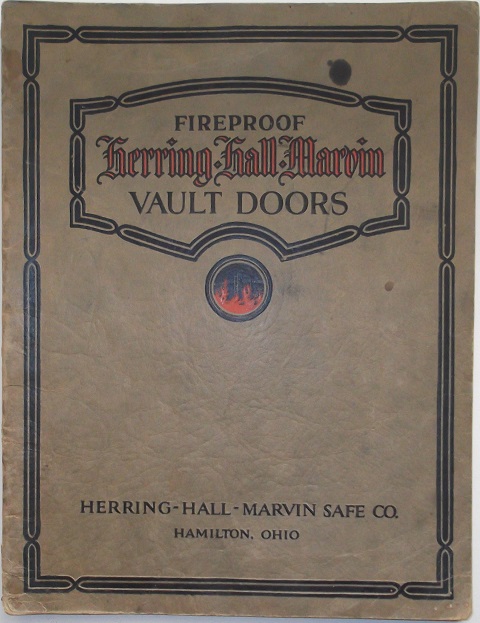 FIREPROOF
Herring·Hall·Marvin
VAULT DOORS
HERRING-HALL-MARVIN SAFE CO.
HAMILTON, OHIO